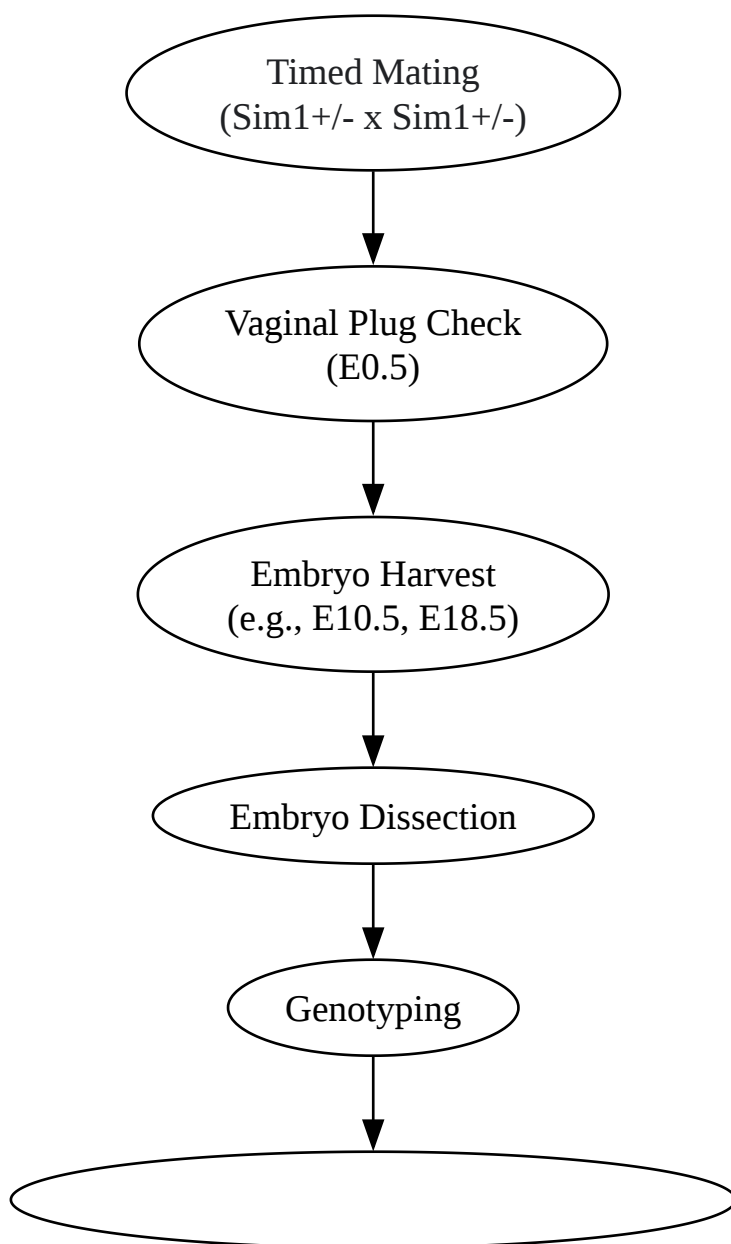 Timed Mating
(Sim1+/- x Sim1+/-)
Vaginal Plug Check
(E0.5)
Embryo Harvest
(e.g., E10.5, E18.5)
Embryo Dissection
Genotyping